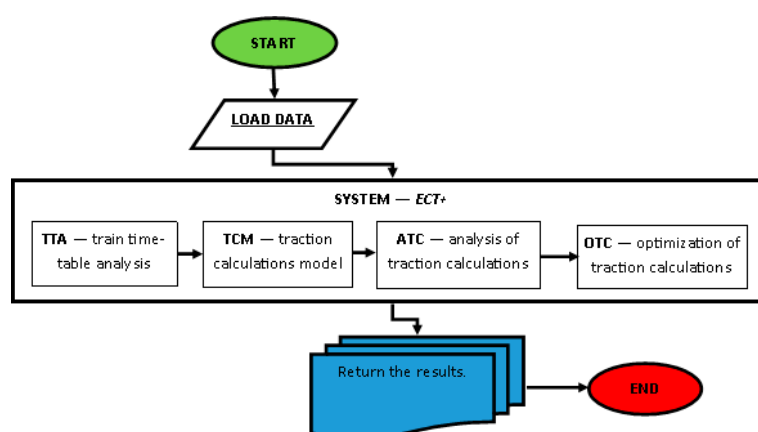 START
LOAD DATA
SYSTEM — ECT+
TTA — train time-
table analysis
TCM — traction
calculations model
ATC — analysis of
traction calculations
OTC — optimization of
traction calculations
Return the results.
END